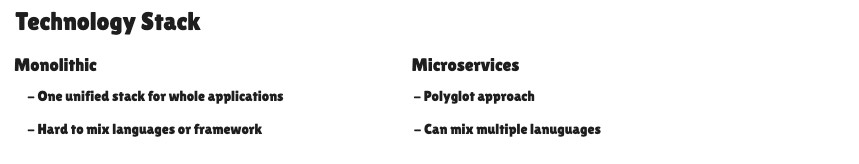 Technology Stack
Monolithic
– One unified stack for whole applications
– Hard to mix languages or framework
Microservices
– Polyglot approach
– Can mix multiple lanuguages